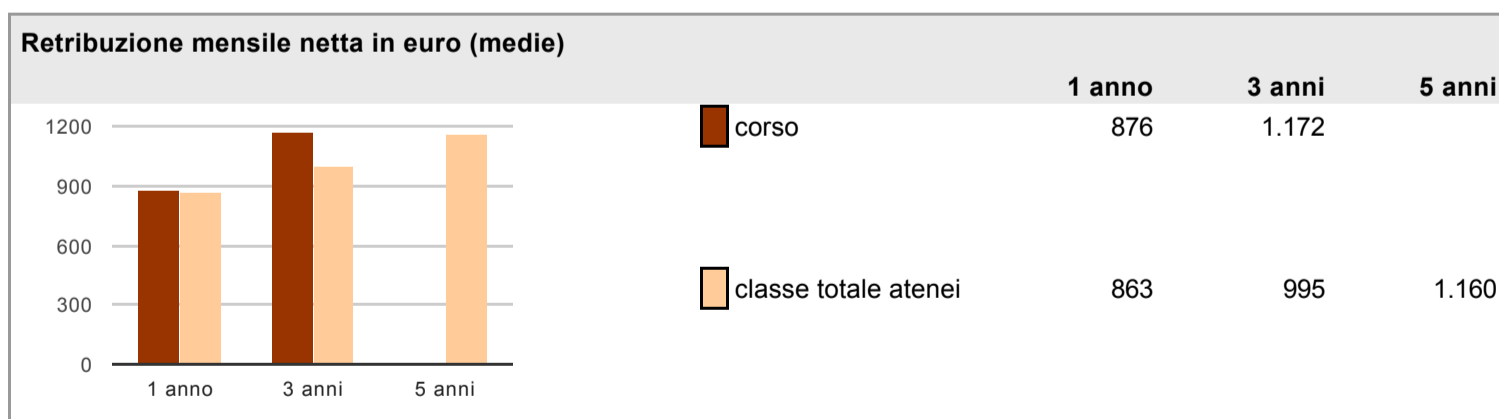 Retribuzione mensile netta in euro (medie)
1 anno 3 anni 5 anni
1200
900
600
300
0
1 anno 3 anni 5 anni
corso 876 1.172
classe totale atenei 863 995 1.160